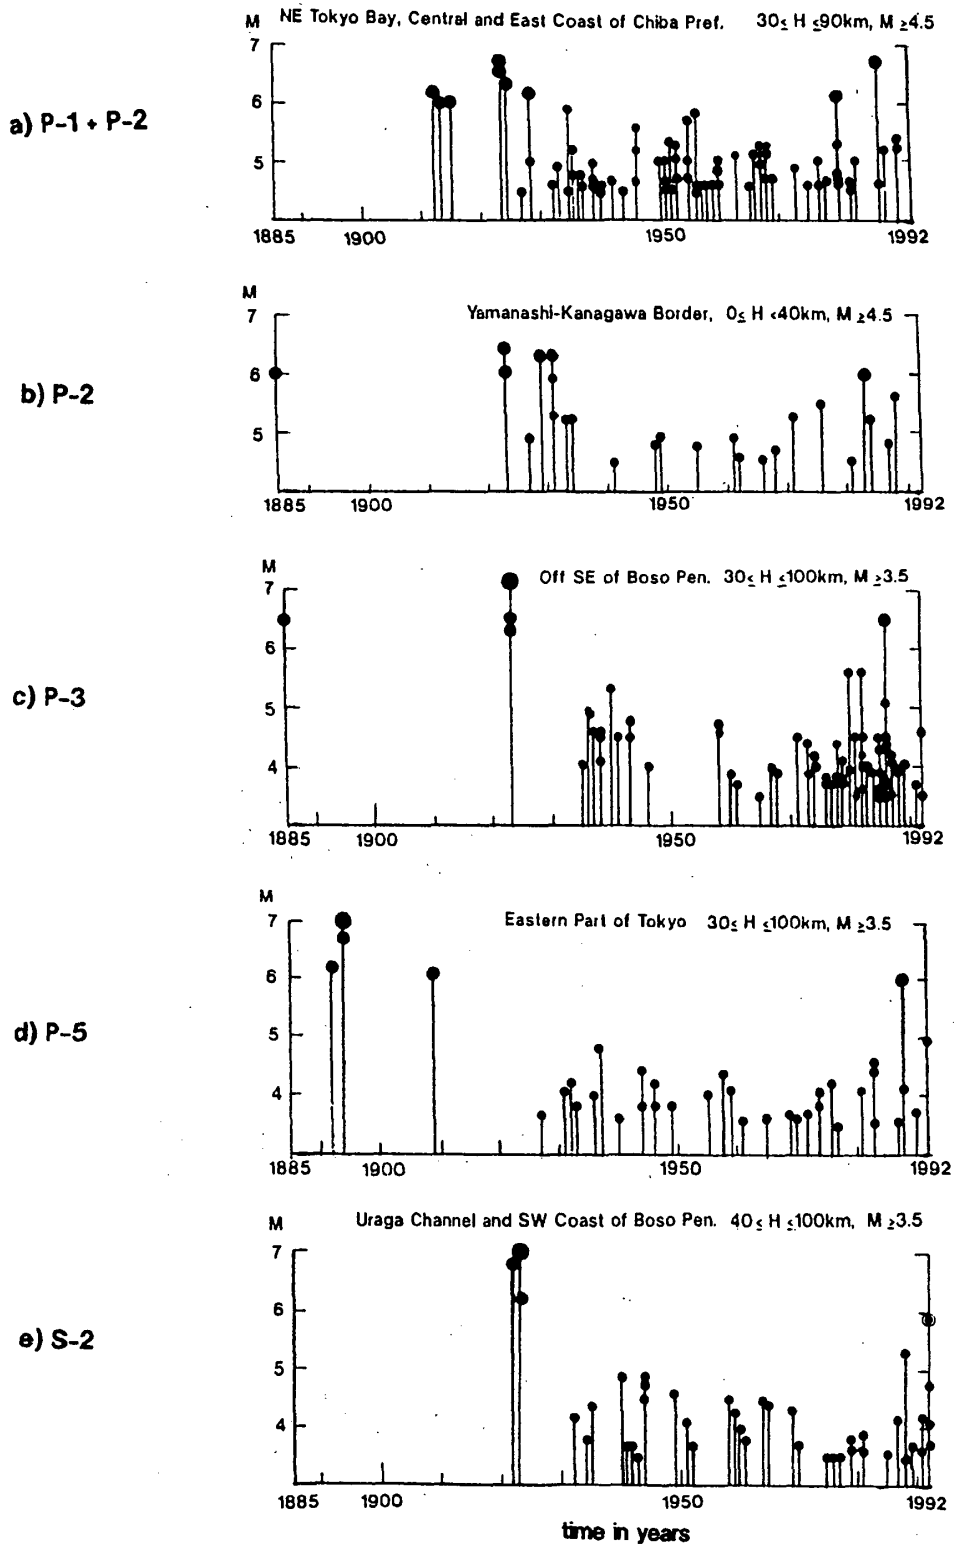 M NE Tokyo Bay, Central and East Coast of Chiba Pref. 30≤ H ≤90km, M ≥4.5
7
6
a) P-1 + P-2
5
1885 1900 1950 1992
M
7 Yamanashi-Kanagawa Border, 0≤ H <40km, M ≥4.5
6
b) P-2
5
1885 1900 1950 1992
M
7 Off SE of Boso Pen. 30≤ H ≤100km, M ≥3.5
6
c) P-3
5
4
1885 1900 1950 1992
M
7 Eastern Part of Tokyo 30≤ H ≤100km, M ≥3.5
6
d) P-5
5
4
1885 1900 1950 1992
M Uraga Channel and SW Coast of Boso Pen. 40≤ H ≤100km, M ≥3.5
7
6
e) S-2
5
4
1885 1900 1950 1992
time in years